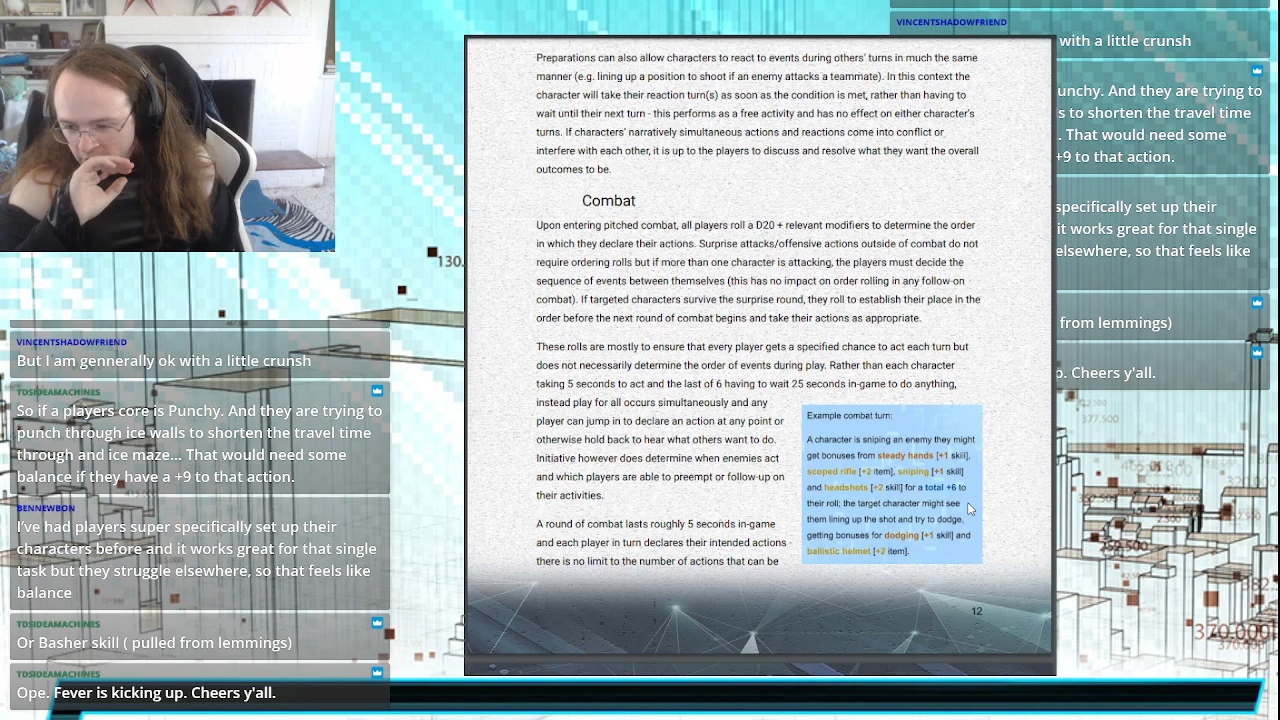 VINCENTSHADOWFRIEND
But I am gennerally ok with a little crunsh
TDSIDEAMACHINES
So if a players core is Punchy. And they are trying to
punch through ice walls to shorten the travel time
through and ice maze... That would need some
balance if they have a +9 to that action.
BENNEWBON
I've had players super specifically set up their
characters before and it works great for that single
task but they struggle elsewhere, so that feels like
balance
TDSIDEAMACHINES
Or Basher skill ( pulled from lemmings)
TDSIDEAMACHINES
Ope. Fever is kicking up. Cheers y'all.
130.
Preparations can also allow characters to react to events during others' turns in much the same
manner (e.g. lining up a position to shoot if an enemy attacks a teammate). In this context the
character will take their reaction turn(s) as soon as the condition is met, rather than having to
wait until their next turn - this performs as a free activity and has no effect on either character's
turns. If characters' narratively simultaneous actions and reactions come into conflict or
interfere with each other, it is up to the players to discuss and resolve what they want the overall
outcomes to be.
Combat
Upon entering pitched combat, all players roll a D20 + relevant modifiers to determine the order
in which they declare their actions. Surprise attacks/offensive actions outside of combat do not
require ordering rolls but if more than one character is attacking, the players must decide the
sequence of events between themselves (this has no impact on order rolling in any follow-on
combat). If targeted characters survive the surprise round, they roll to establish their place in the
order before the next round of combat begins and take their actions as appropriate.
These rolls are mostly to ensure that every player gets a specified chance to act each turn but
does not necessarily determine the order of events during play. Rather than each character
taking 5 seconds to act and the last of 6 having to wait 25 seconds in-game to do anything,
instead play for all occurs simultaneously and any
player can jump in to declare an action at any point or
otherwise hold back to hear what others want to do.
Initiative however does determine when enemies act
and which players are able to preempt or follow-up on
their activities.
A round of combat lasts roughly 5 seconds in-game
and each player in turn declares their intended actions -
there is no limit to the number of actions that can be
Example combat turn:
A character is sniping an enemy they might
get bonuses from steady hands [+1 skill],
scoped rifle [+2 item], sniping [+1 skill]
and headshots [+2 skill] for a total +6 to
their roll; the target character might see
them lining up the shot and try to dodge,
getting bonuses for dodging [+1 skill] and
ballistic helmet [+2 item].
12
VINCENTSHADOWFRIEND
with a little crunsh
unchy. And they are trying to
s to shorten the travel time
. That would need some
+9 to that action.
specifically set up their
it works great for that single
elsewhere, so that feels like
from lemmings)
p. Cheers y'all.
377.500
370.000